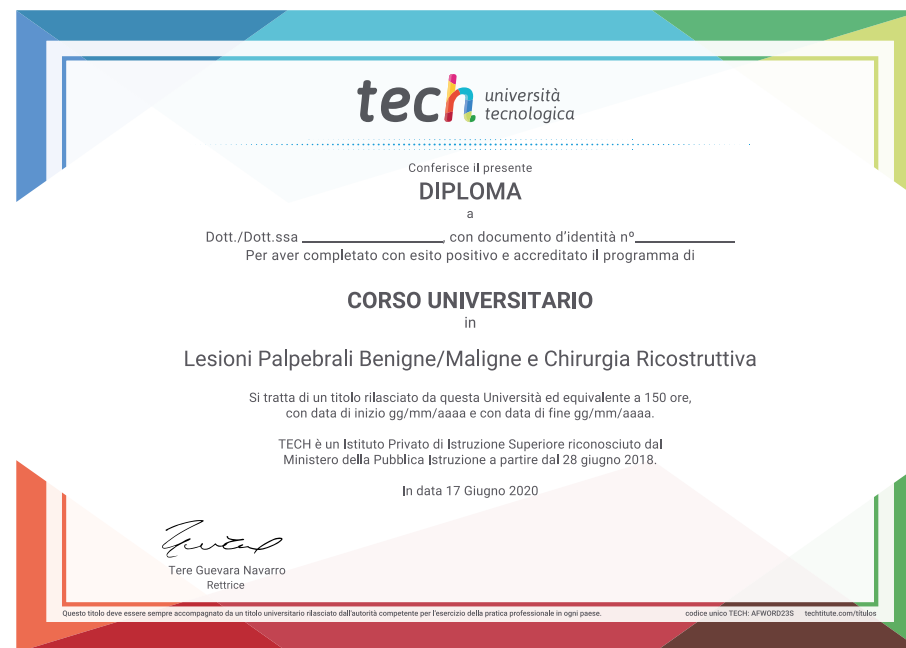 tech università
tecnologica
Conferisce il presente
DIPLOMA
a
Dott./Dott.ssa ____________________, con documento d'identità nº______________
Per aver completato con esito positivo e accreditato il programma di
CORSO UNIVERSITARIO
in
Lesioni Palpebrali Benigne/Maligne e Chirurgia Ricostruttiva
Si tratta di un titolo rilasciato da questa Università ed equivalente a 150 ore,
con data di inizio gg/mm/aaaa e con data di fine gg/mm/aaaa.
TECH è un Istituto Privato di Istruzione Superiore riconosciuto dal
Ministero della Pubblica Istruzione a partire dal 28 giugno 2018.
In data 17 Giugno 2020
Tere Guevara Navarro
Rettrice
Questo titolo deve essere sempre accompagnato da un titolo universitario rilasciato dall'autorità competente per l'esercizio della pratica professionale in ogni paese. codice unico TECH: AFWORD23S techtitute.com/titulos